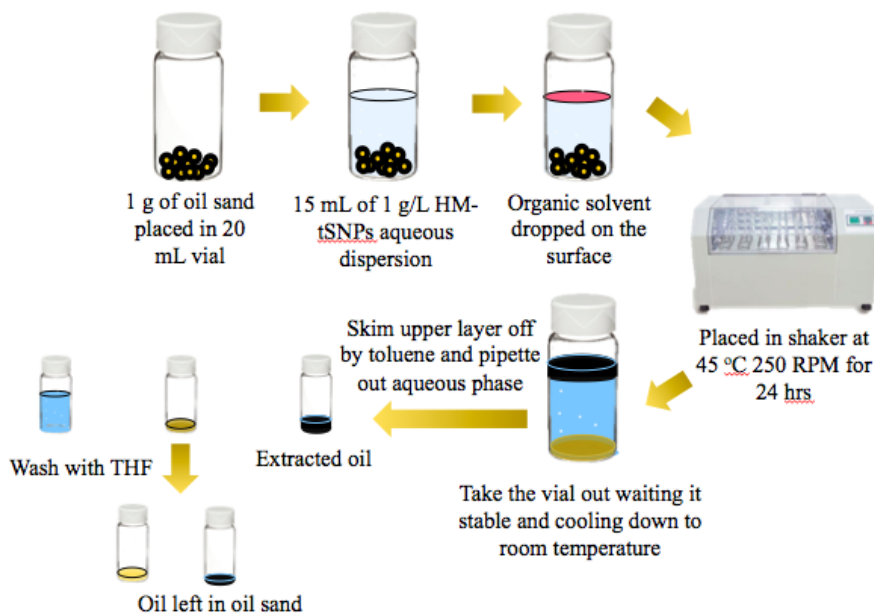 1 g of oil sand
placed in 20
mL vial
15 mL of 1 g/L HM-
tSNPs aqueous
dispersion
Organic solvent
dropped on the
surface
Placed in shaker at
45 °C 250 RPM for
24 hrs
Take the vial out waiting it
stable and cooling down to
room temperature
Skim upper layer off
by toluene and pipette
out aqueous phase
Extracted oil
Wash with THF
Oil left in oil sand